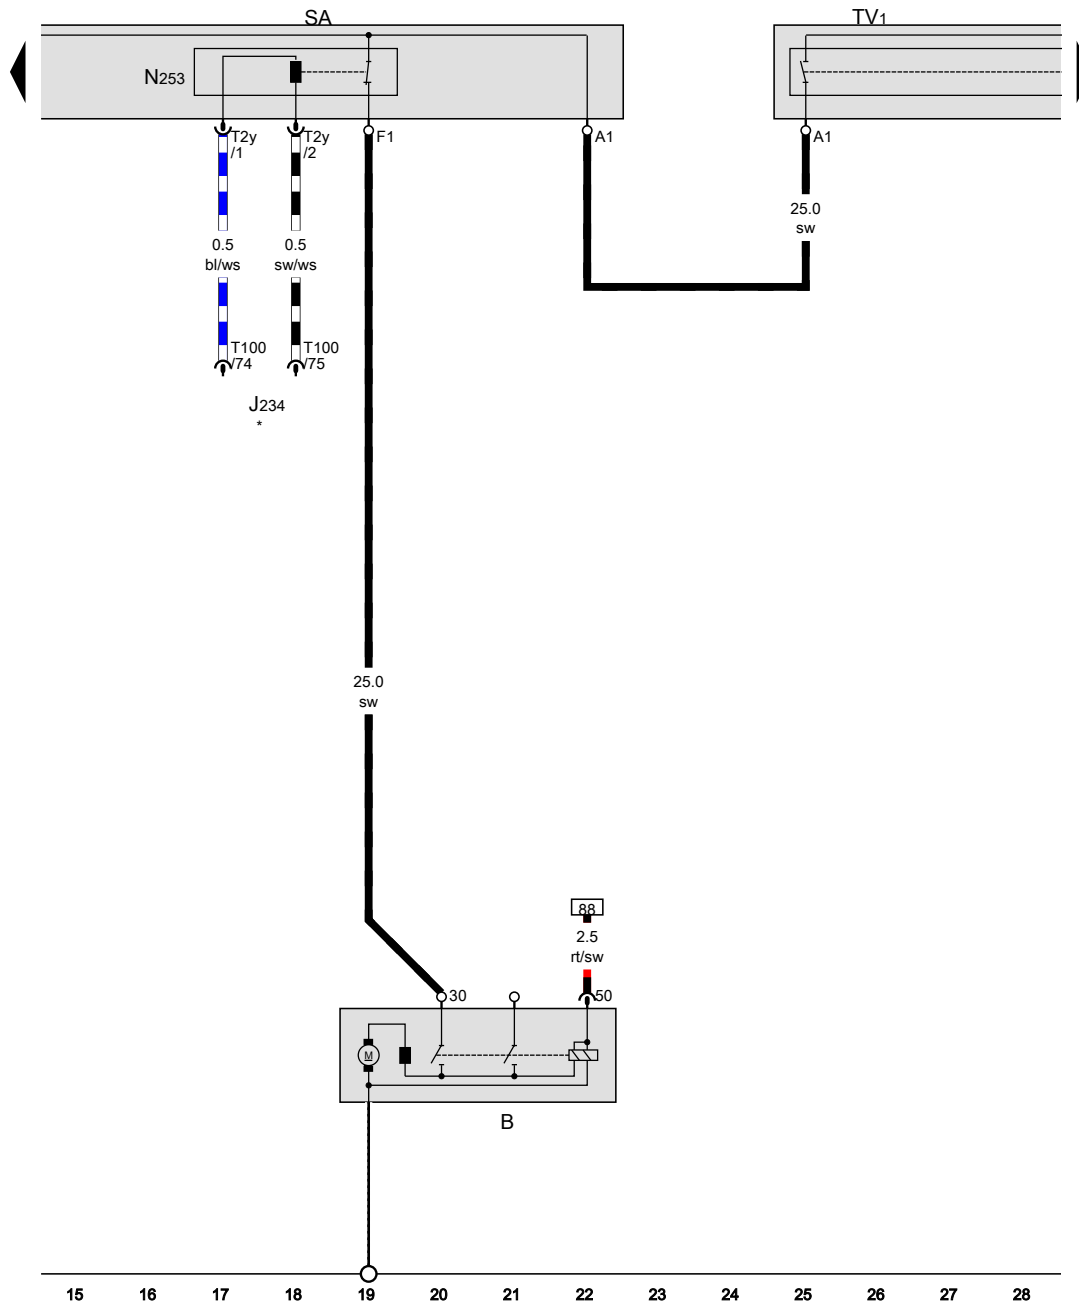 SA
TV1
N253
T2y
/1
T2y
/2
F1
A1
A1
25.0
sw
0.5
bl/ws
0.5
sw/ws
T100
/74
T100
/75
J234
*
25.0
sw
88
2.5
rt/sw
30
50
M
B
15 16 17 18 19 20 21 22 23 24 25 26 27 28